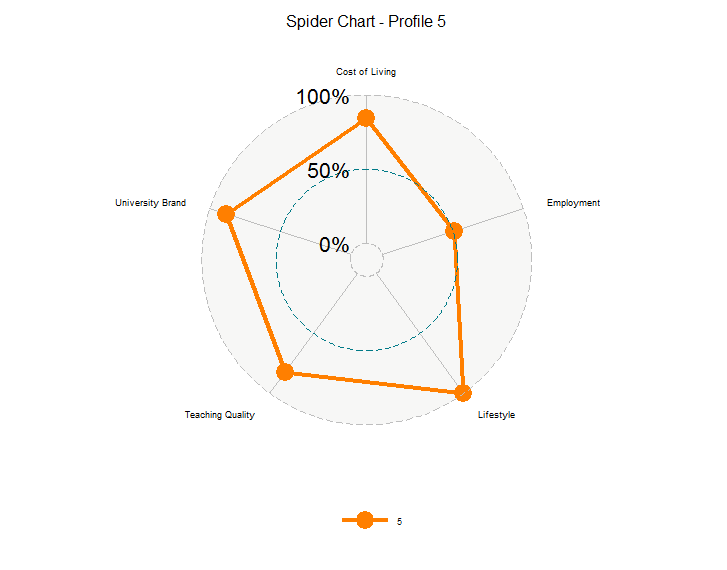 Spider Chart - Profile 5
Cost of Living
100%
50%
0%
University Brand
Employment
Teaching Quality
Lifestyle
5